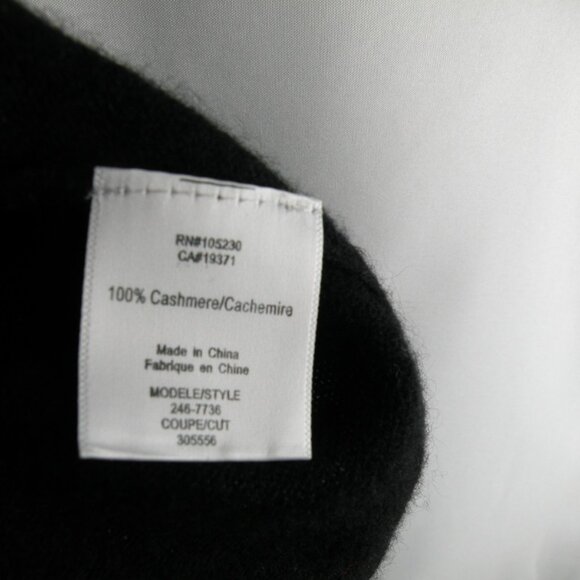 RN#105230
CA#19371
100% Cashmere/Cachemire
Made in China
Fabrique en Chine
MODELE/STYLE
246-7736
COUPE/CUT
305556